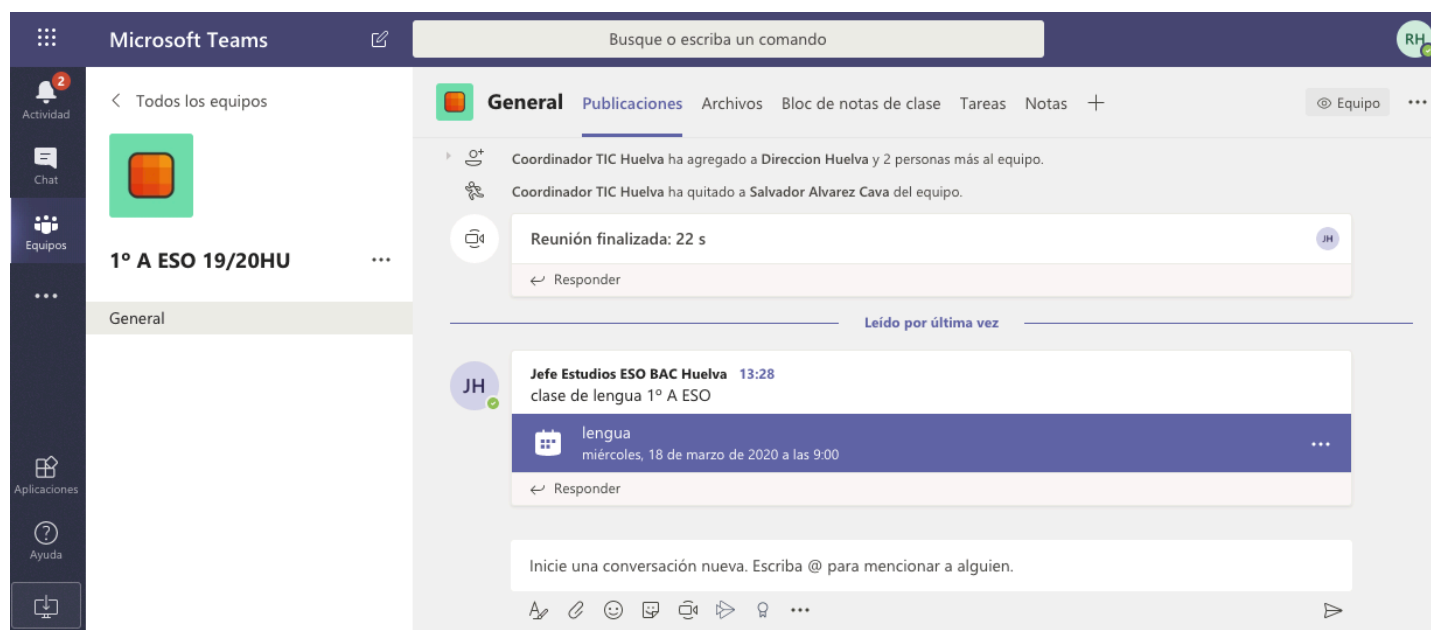 Microsoft Teams
Busque o escriba un comando
RH
2
Actividad
Chat
Equipos
Aplicaciones
Ayuda
Todos los equipos
1º A ESO 19/20HU
General
General Publicaciones Archivos Bloc de notas de clase Tareas Notas
Equipo
Coordinador TIC Huelva ha agregado a Direccion Huelva y 2 personas más al equipo.
Coordinador TIC Huelva ha quitado a Salvador Alvarez Cava del equipo.
Reunión finalizada: 22 s
JH
Responder
Leído por última vez
JH
Jefe Estudios ESO BAC Huelva 13:28
clase de lengua 1º A ESO
lengua
miércoles, 18 de marzo de 2020 a las 9:00
Responder
Inicie una conversación nueva. Escriba @ para mencionar a alguien.